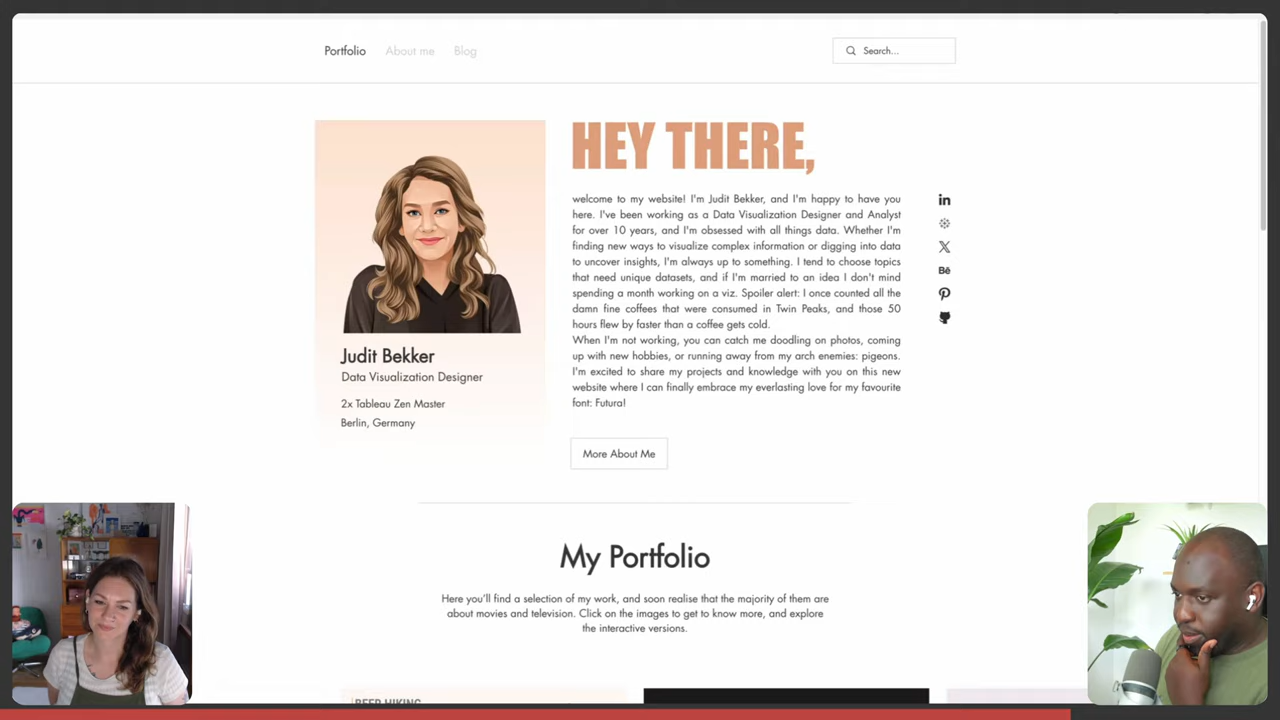 Portfolio About me Blog
Search...
HEY THERE,
welcome to my website! I'm Judit Bekker, and I'm happy to have you
here. I've been working as a Data Visualization Designer and Analyst
for over 10 years, and I'm obsessed with all things data. Whether I'm
finding new ways to visualize complex information or digging into data
to uncover insights, I'm always up to something. I tend to choose topics
that need unique datasets, and if I'm married to an idea I don't mind
spending a month working on a viz. Spoiler alert: I once counted all the
damn fine coffees that were consumed in Twin Peaks, and those 50
hours flew by faster than a coffee gets cold.
When I'm not working, you can catch me doodling on photos, coming
up with new hobbies, or running away from my arch enemies: pigeons.
I'm excited to share my projects and knowledge with you on this new
website where I can finally embrace my everlasting love for my favourite
font: Futura!
Judit Bekker
Data Visualization Designer
2x Tableau Zen Master
Berlin, Germany
in
X
Bē
More About Me
My Portfolio
Here you'll find a selection of my work, and soon realise that the majority of them are
about movies and television. Click on the images to get to know more, and explore
the interactive versions.
BEER HIKING